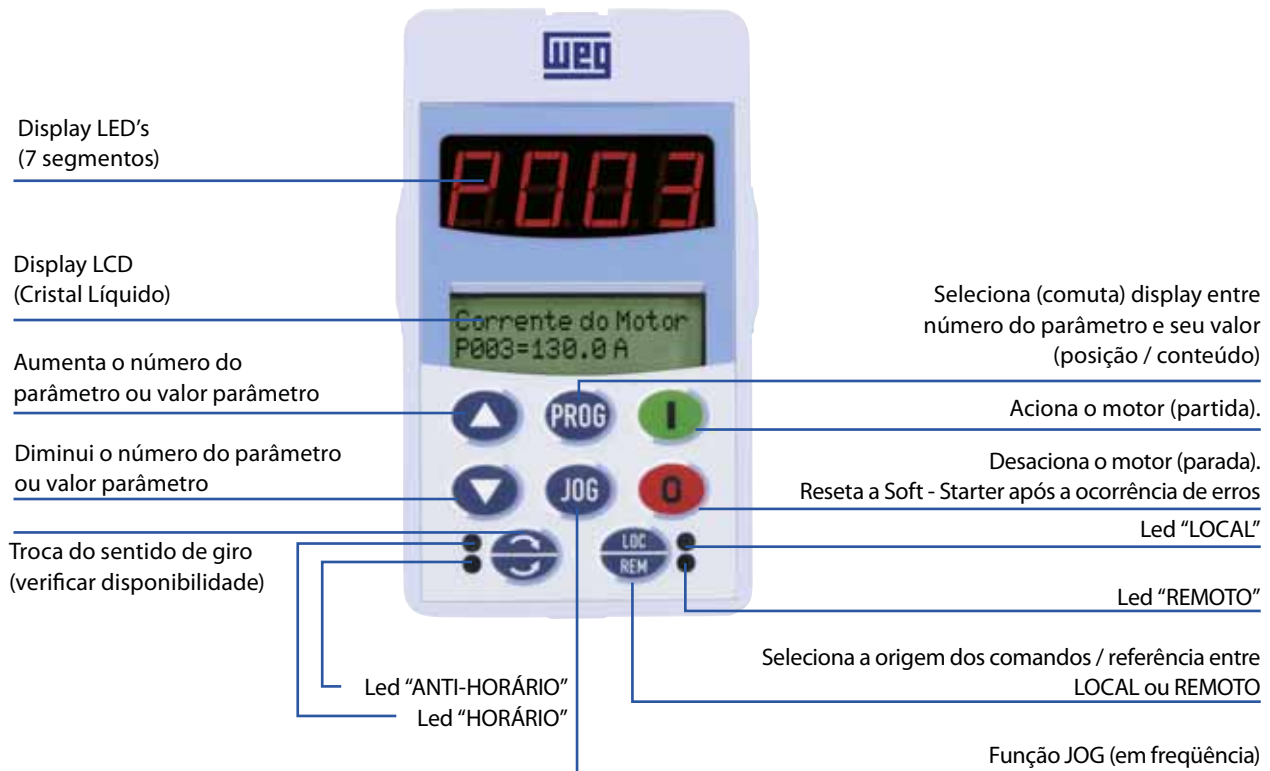 weg
Display LED's
(7 segmentos)
P003
Display LCD
(Cristal Líquido)
Corrente do Motor
P003=130.0 A
Aumenta o número do
parâmetro ou valor parâmetro
Diminui o número do parâmetro
ou valor parâmetro
Troca do sentido de giro
(verificar disponibilidade)
PROG
I
JOG
0
LOC
REM
Seleciona (comuta) display entre
número do parâmetro e seu valor
(posição / conteúdo)
Aciona o motor (partida).
Desaciona o motor (parada).
Reseta a Soft - Starter após a ocorrência de erros
Led “LOCAL”
Led “REMOTO”
Seleciona a origem dos comandos / referência entre
LOCAL ou REMOTO
Led “ANTI-HORÁRIO”
Led “HORÁRIO”
Função JOG (em freqüência)